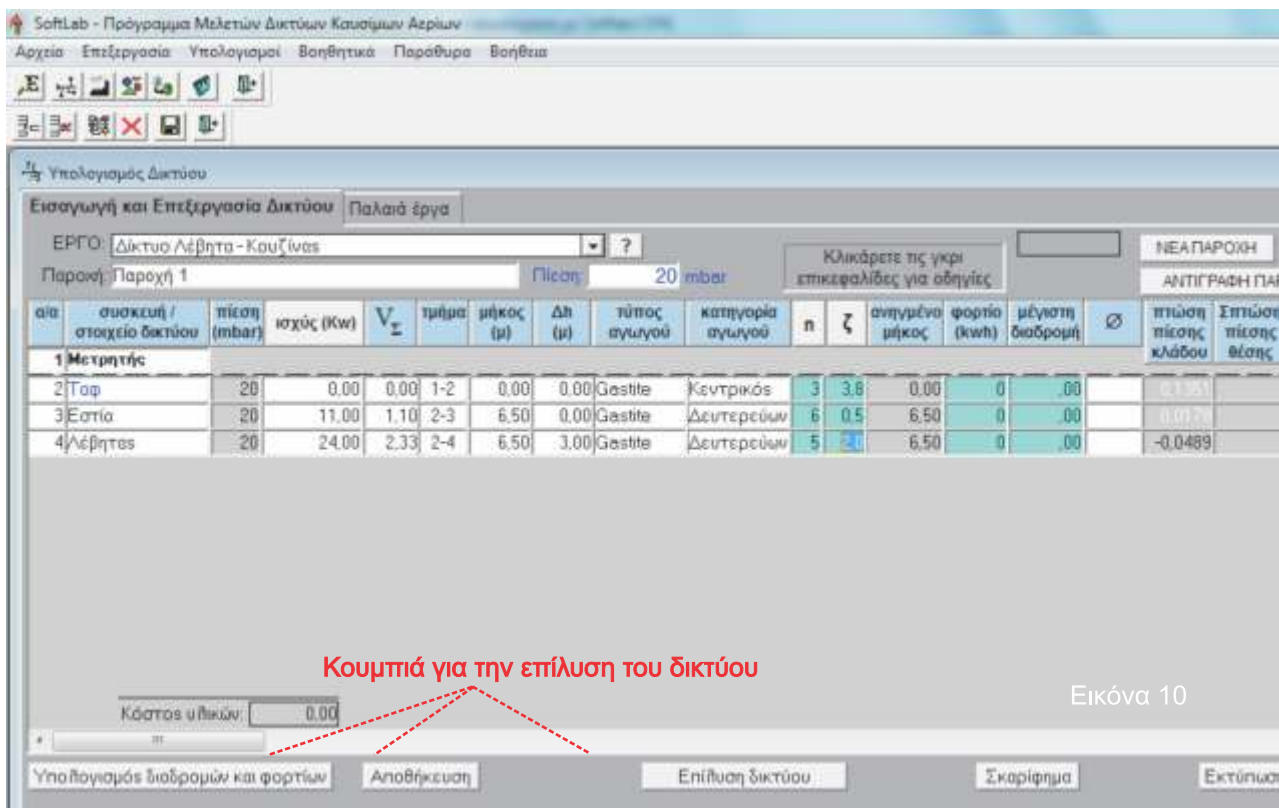 SoftLab - Πρόγραμμα Μελετών Δικτύων Καυσίμων Αερίων
Αρχεία Επεξεργασία Υπολογισμοί Βοηθητικά Παράθυρα Βοήθεια
Υπολογισμός Δικτύου
Εισαγωγή και Επεξεργασία Δικτύου Παλαιά έργα
ΕΡΓΟ: Δίκτυο Λέβητα - Κουζίνας ?
Κλικάρετε τις γκρι επικεφαλίδες για οδηγίες
ΝΕΑ ΠΑΡΟΧΗ
Παροχή: Παροχή 1 Πίεση: 20 mbar
ΑΝΤΙΓΡΑΦΗ ΠΑΡ
α/α συσκευή / στοιχείο δικτύου πίεση (mbar) ισχύς (Kw) VΣ τμήμα μήκος (μ) Δh (μ) τύπος αγωγού κατηγορία αγωγού n ζ ανηγμένο μήκος φορτίο (kwh) μέγιστη διαδρομή Ø πτώση πίεσης κλάδου Σπτώση πίεσης θέσης
1 Μετρητής
2 Ταφ 20 0,00 0,00 1-2 0,00 0,00 Gastite Κεντρικός 3 3,8 0,00 0 ,00
3 Εστία 20 11,00 1,10 2-3 6,50 0,00 Gastite Δευτερεύων 6 0,5 6,50 0 ,00
4 Λέβητας 20 24,00 2,33 2-4 6,50 3,00 Gastite Δευτερεύων 5 6,50 0 ,00 -0,0489
Κουμπιά για την επίλυση του δικτύου
Εικόνα 10
Κόστος υλικών: 0.00
Υπολογισμός διαδρομών και φορτίων Αποθήκευση Επίλυση δικτύου Σκαρίφημα Εκτύπωσ